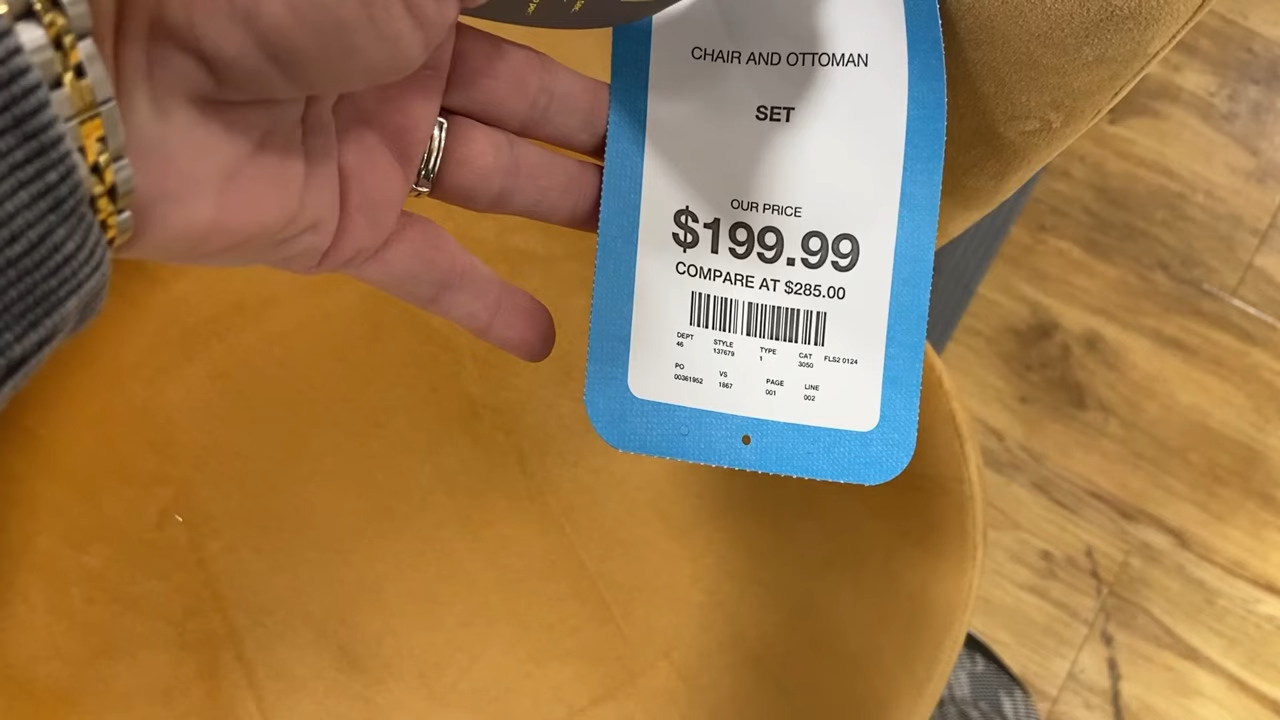 CHAIR AND OTTOMAN
SET
OUR PRICE
$199.99
COMPARE AT $285.00
DEPT STYLE TYPE CAT FLS2 0124
46 137679 1 3050
PO VS PAGE LINE
00361952 1867 001 002